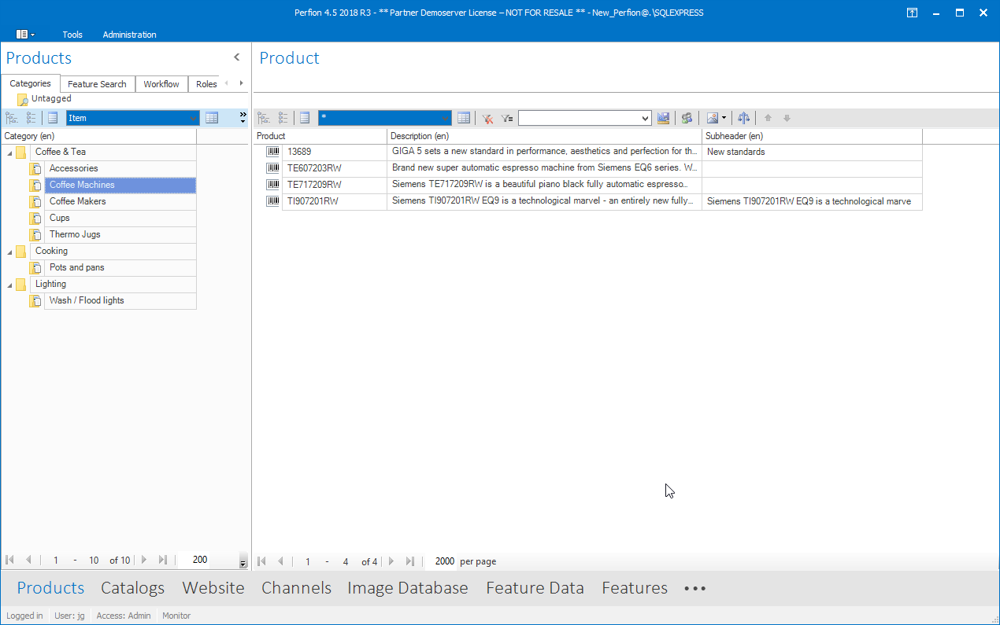 Perfion 4.5 2018 R3 - ** Partner Demoserver License – NOT FOR RESALE ** - New_Perfion@.\SQLEXPRESS
Tools Administration
Products
Product
Categories Feature Search Workflow Roles
Untagged
Item
*
Category (en)
Coffee & Tea
Accessories
Coffee Machines
Coffee Makers
Cups
Thermo Jugs
Cooking
Pots and pans
Lighting
Wash / Flood lights
Product Description (en) Subheader (en)
13689 GIGA 5 sets a new standard in performance, aesthetics and perfection for th... New standards
TE607203RW Brand new super automatic espresso machine from Siemens EQ6 series. W...
TE717209RW Siemens TE717209RW is a beautiful piano black fully automatic espresso...
TI907201RW Siemens TI907201RW EQ9 is a technological marvel - an entirely new fully... Siemens TI907201RW EQ9 is a technological marve
1 - 10 of 10 200
1 - 4 of 4 2000 per page
Products Catalogs Website Channels Image Database Feature Data Features •••
Logged in User: jg Access: Admin Monitor